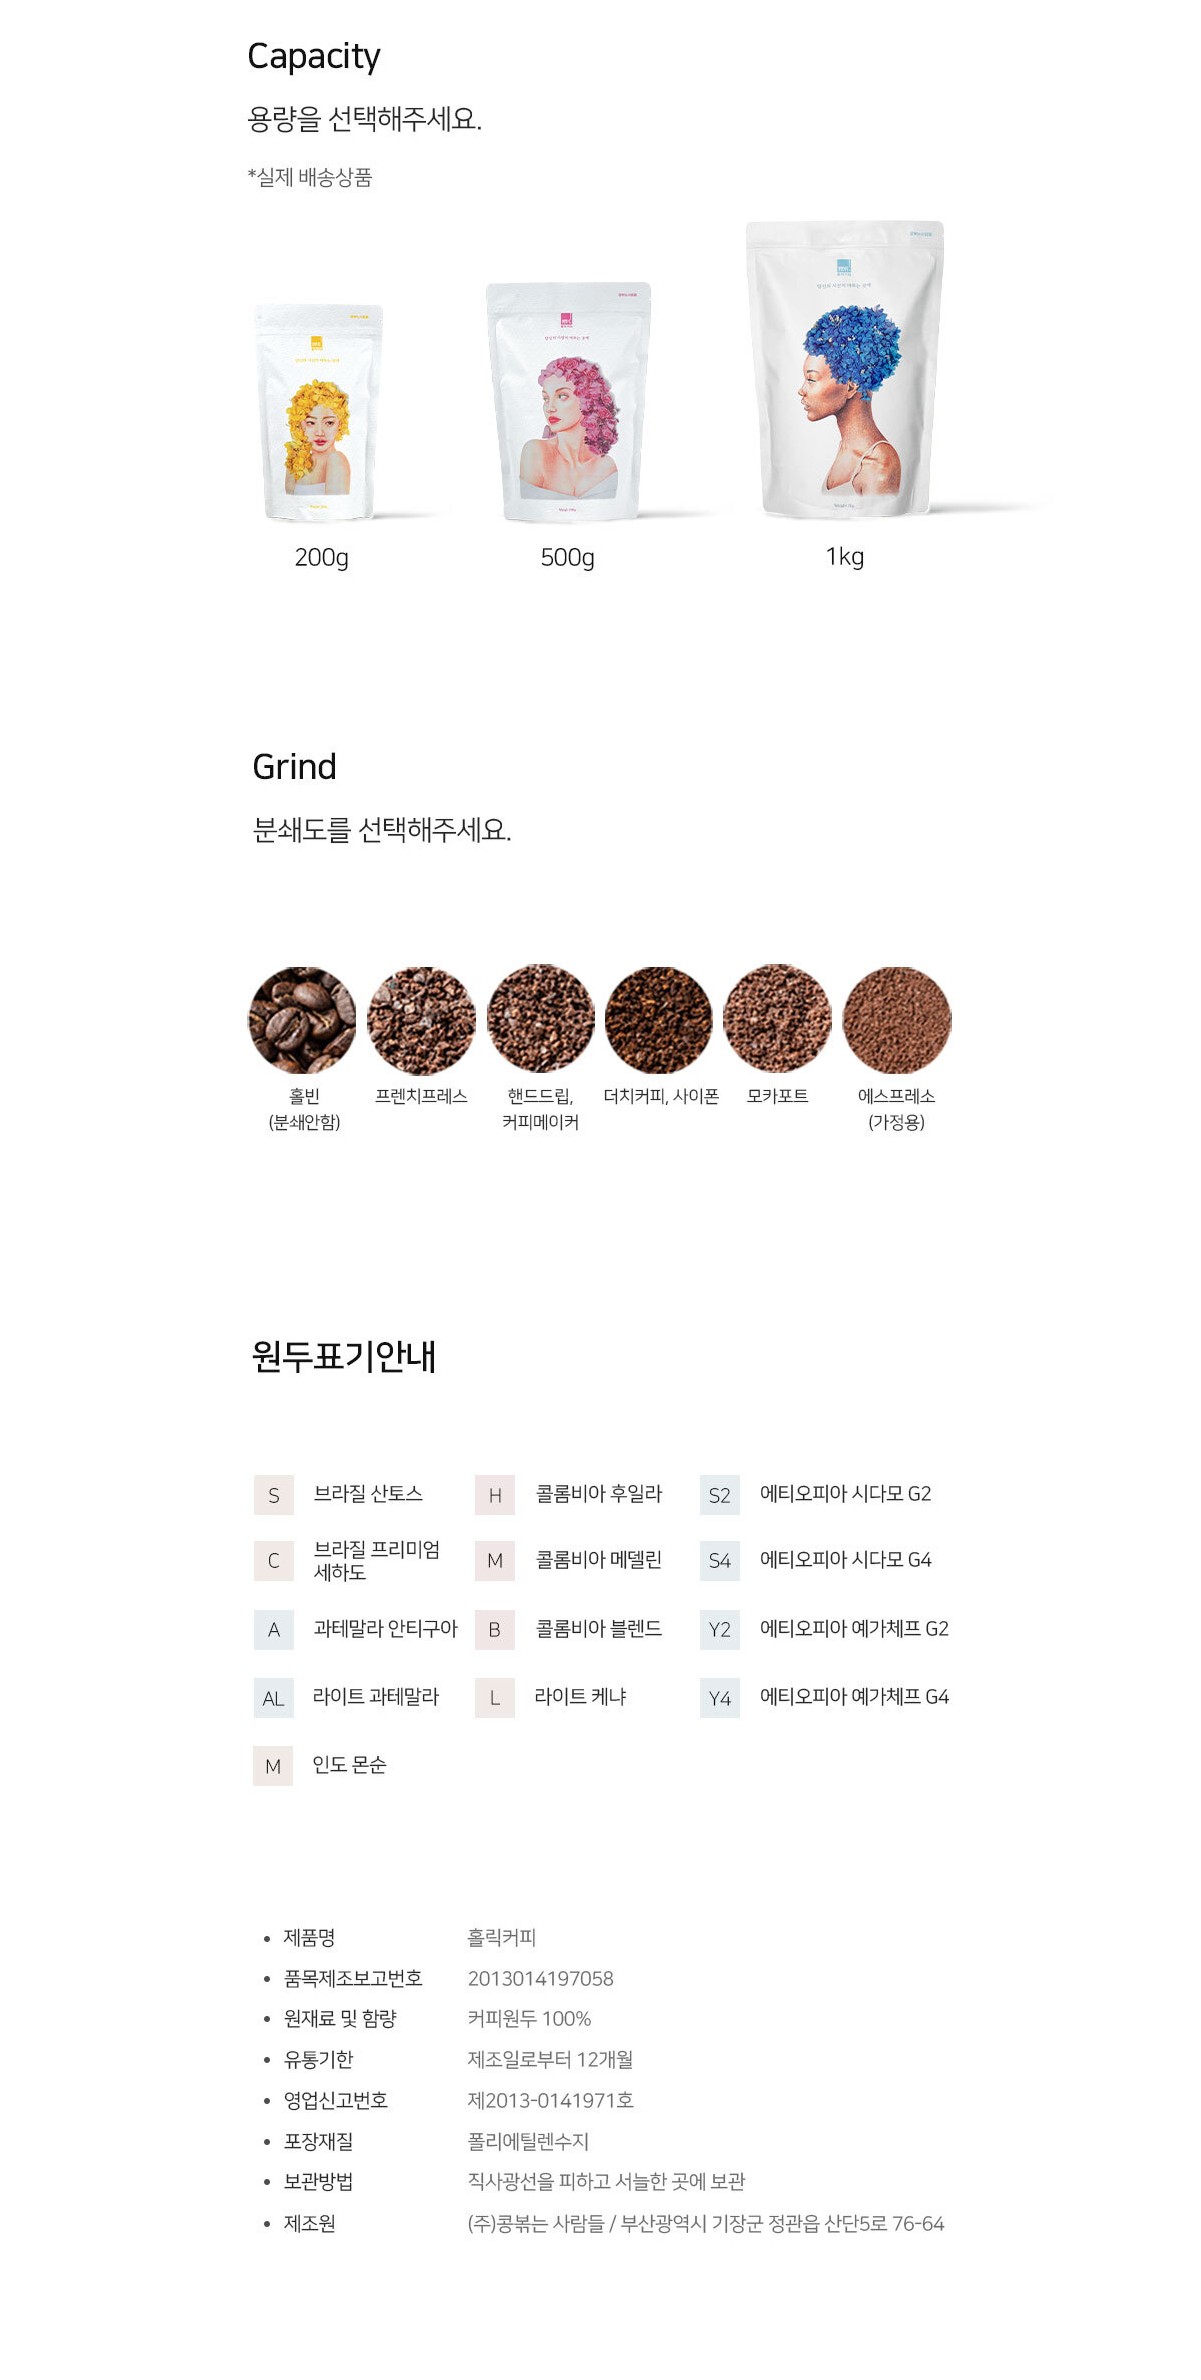 Capacity
용량을 선택해주세요.
*실제 배송상품
200g
500g
1kg
Grind
분쇄도를 선택해주세요.
홀빈
(분쇄안함)
프렌치프레스
핸드드립,
커피메이커
더치커피, 사이폰
모카포트
에스프레소
(가정용)
원두표기안내
S 브라질 산토스
H 콜롬비아 후일라
S2 에티오피아 시다모 G2
C 브라질 프리미엄
세하도
M 콜롬비아 메델린
S4 에티오피아 시다모 G4
A 과테말라 안티구아
B 콜롬비아 블렌드
Y2 에티오피아 예가체프 G2
AL 라이트 과테말라
L 라이트 케냐
Y4 에티오피아 예가체프 G4
M 인도 몬순
• 제품명 홀릭커피
• 품목제조보고번호 2013014197058
• 원재료 및 함량 커피원두 100%
• 유통기한 제조일로부터 12개월
• 영업신고번호 제2013-0141971호
• 포장재질 폴리에틸렌수지
• 보관방법 직사광선을 피하고 서늘한 곳에 보관
• 제조원 (주)콩볶는 사람들 / 부산광역시 기장군 정관읍 산단5로 76-64